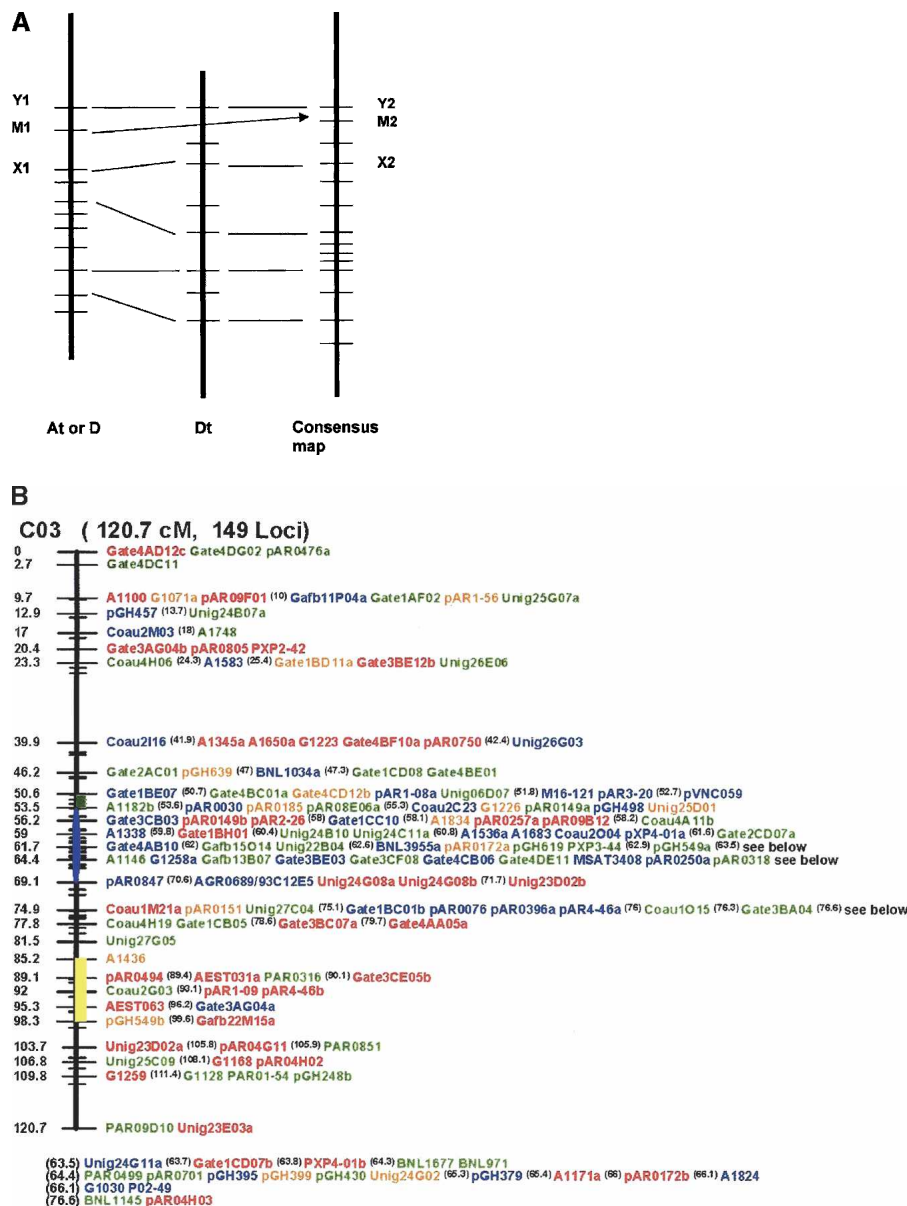 A
Y1
Y2
M1
M2
X1
X2
At or D
Dt
Consensus
map
B
C03 ( 120.7 cM, 149 Loci)
0 Gate4AD12c Gate4DG02 pAR0476a
2.7 Gate4DC11
9.7 A1100 G1071a pAR09F01 (10) Gafb11P04a Gate1AF02 pAR1-56 Unig25G07a
12.9 pGH457 (13.7) Unig24B07a
17 Coau2M03 (18) A1748
20.4 Gate3AG04b pAR0805 PXP2-42
23.3 Coau4H06 (24.3) A1583 (25.4) Gate1BD11a Gate3BE12b Unig26E06
39.9 Coau2I16 (41.9) A1345a A1650a G1223 Gate4BF10a pAR0750 (42.4) Unig26G03
46.2 Gate2AC01 pGH639 (47) BNL1034a (47.3) Gate1CD08 Gate4BE01
50.6 Gate1BE07 (50.7) Gate4BC01a Gate4CD12b pAR1-08a Unig06D07 (51.8) M16-121 pAR3-20 (52.7) pVNC059
53.5 A1182b (53.6) pAR0030 pAR0185 pAR08E06a (55.3) Coau2C23 G1226 pAR0149a pGH498 Unig25D01
56.2 Gate3CB03 pAR0149b pAR2-26 (58) Gate1CC10 (58.1) A1834 pAR0257a pAR09B12 (58.2) Coau4A11b
59 A1338 (59.8) Gate1BH01 (60.4) Unig24B10 Unig24C11a (60.8) A1536a A1683 Coau2O04 pXP4-01a (61.6) Gate2CD07a
61.7 Gate4AB10 (62) Gafb15O14 Unig22B04 (62.6) BNL3955a pAR0172a pGH619 PXP3-44 (62.9) pGH549a (63.5) see below
64.4 A1146 G1258a Gafb13B07 Gate3BE03 Gate3CF08 Gate4CB06 Gate4DE11 MSAT3408 pAR0250a pAR0318 see below
69.1 pAR0847 (70.6) AGR0689/93C12E5 Unig24G08a Unig24G08b (71.7) Unig23D02b
74.9 Coau1M21a pAR0151 Unig27C04 (75.1) Gate1BC01b pAR0076 pAR0396a pAR4-46a (76) Coau1O15 (76.3) Gate3BA04 (76.6) see below
77.8 Coau4H19 Gate1CB05 (78.6) Gate3BC07a (79.7) Gate4AA05a
81.5 Unig27G05
85.2 A1436
89.1 pAR0494 (89.4) AEST031a PAR0316 (90.1) Gate3CE05b
92 Coau2G03 (93.1) pAR1-09 pAR4-46b
95.3 AEST063 (96.2) Gate3AG04a
98.3 pGH549b (99.6) Gafb22M15a
103.7 Unig23D02a (105.8) pAR04G11 (105.9) PAR0851
106.8 Unig25C09 (108.1) G1168 pAR04H02
109.8 G1259 (111.4) G1128 PAR01-54 pGH248b
120.7 PAR09D10 Unig23E03a
(63.5) Unig24G11a (63.7) Gate1CD07b (63.8) PXP4-01b (64.3) BNL1677 BNL971
(64.4) PAR0499 pAR0701 pGH395 pGH399 pGH430 Unig24G02 (65.3) pGH379 (65.4) A1171a (66) pAR0172b (66.1) A1824
(66.1) G1030 P02-49
(76.6) BNL1145 pAR04H03